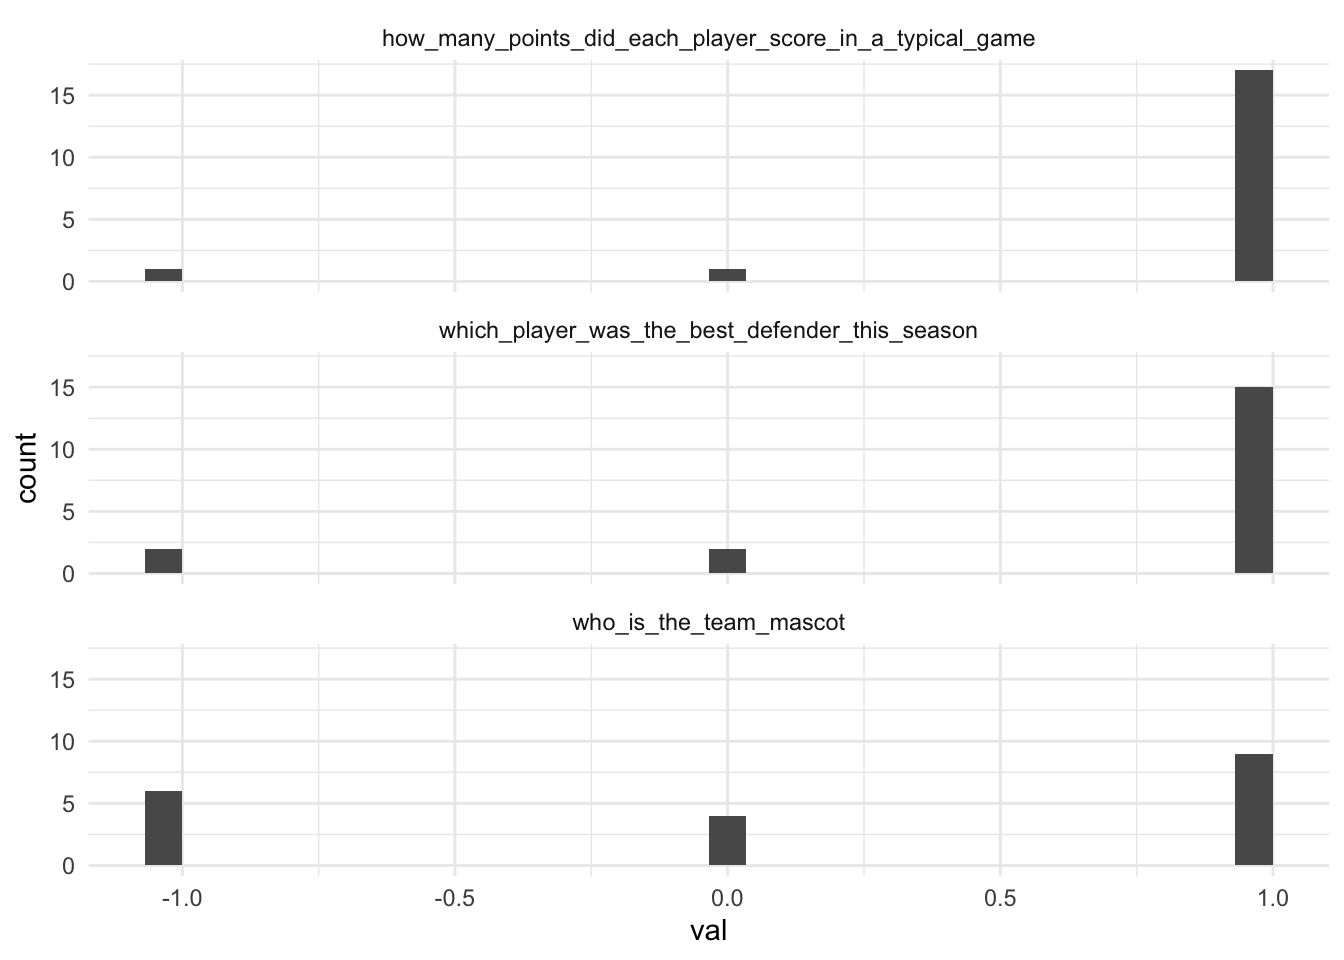 how_many_points_did_each_player_score_in_a_typical_game
15
10
5
0
which_player_was_the_best_defender_this_season
15
10
5
0
count
who_is_the_team_mascot
15
10
5
0
-1.0 -0.5 0.0 0.5 1.0
val